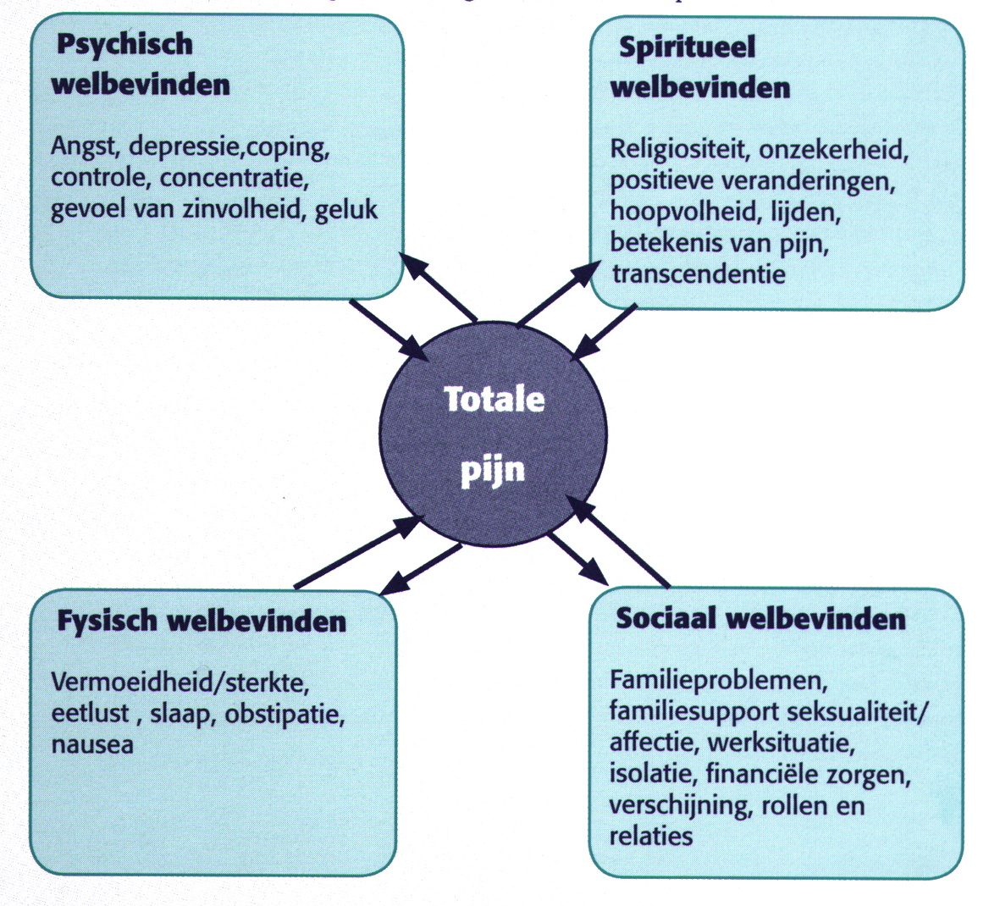 Psychisch
welbevinden
Angst, depressie,coping,
controle, concentratie,
gevoel van zinvolheid, geluk
Spiritueel
welbevinden
Religiositeit, onzekerheid,
positieve veranderingen,
hoopvolheid, lijden,
betekenis van pijn,
transcendentie
Totale
pijn
Fysisch welbevinden
Vermoeidheid/sterkte,
eetlust , slaap, obstipatie,
nausea
Sociaal welbevinden
Familieproblemen,
familiesupport seksualiteit/
affectie, werksituatie,
isolatie, financiële zorgen,
verschijning, rollen en
relaties